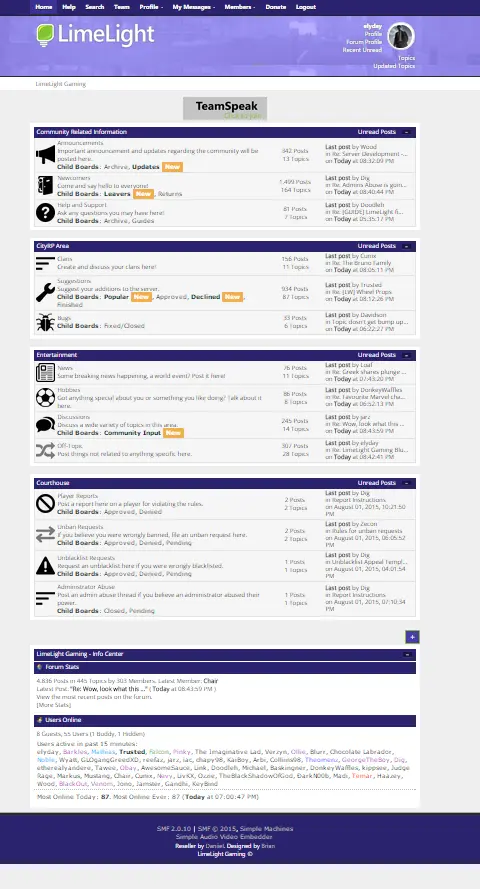 Home Help Search Team Profile My Messages Members Donate Logout
LimeLight
elyday
Profile
Forum Profile
Recent Unread
Topics
Updated Topics
LimeLight Gaming
TeamSpeak
Community Related Information Unread Posts
Announcements
Important announcement and updates regarding the community will be posted here.
Child Boards: Archive, Updates New
942 Posts
13 Topics
Last post by Wood
in Re: Server Development -...
on Today at 08:32:09 PM
Newcomers
Come and say hello to everyone!
Child Boards: Leavers New, Returns
1,499 Posts
164 Topics
Last post by Dig
in Re: Admins Abuse is goin...
on Today at 08:40:44 PM
Help and Support
Ask any questions you may have here!
Child Boards: Archive, Guides
81 Posts
7 Topics
Last post by Doodleli
in Re: [GUIDE] LimeLight fi...
on Today at 05:35:17 PM
CityRP Area Unread Posts
Clans
Create and discuss your clans here!
156 Posts
11 Topics
Last post by Cunix
in The Bruno Family
on Today at 08:05:11 PM
Suggestions
Suggest your additions to the server.
Child Boards: Popular New, Approved, Declined New,
Finished
934 Posts
87 Topics
Last post by Trusted
in Re: [LW] Wheel Props
on Today at 08:12:26 PM
Bugs
Child Boards: Fixed/Closed
33 Posts
6 Topics
Last post by Davidson
in Topic don't get bump up...
on Today at 06:22:27 PM
Entertainment Unread Posts
News
Some breaking news happening, a world event? Post it here!
76 Posts
11 Topics
Last post by Loaf
in Re: Greek shares plunge ...
on Today at 07:43:20 PM
Hobbies
Got anything special about you or something you like doing? Talk about it here.
86 Posts
8 Topics
Last post by DonkeyWaffles
in Re: Favourite Marvel cha...
on Today at 06:52:13 PM
Discussions
Discuss a wide variety of topics in this area.
Child Boards: Community Input New
245 Posts
14 Topics
Last post by jarz
in Re: Wow, look what this ...
on Today at 08:43:59 PM
Off-Topic
Post things not related to anything specific here.
307 Posts
28 Topics
Last post by elyday
in Re: LimeLight Gaming Blu...
on Today at 08:42:41 PM
Courthouse Unread Posts
Player Reports
Post a report here on a player for violating the rules.
Child Boards: Approved, Denied
2 Posts
2 Topics
Last post by Dig
in Report Instructions
on August 01, 2015, 10:21:50 PM
Unban Requests
If you believe you were wrongly banned, file an unban request here.
Child Boards: Approved, Denied, Pending
2 Posts
2 Topics
Last post by Zecon
in Rules for unban requests
on August 01, 2015, 06:05:52 PM
Unblacklist Requests
Request an unblacklist here if you were wrongly blacklisted.
Child Boards: Approved, Denied, Pending
1 Posts
1 Topics
Last post by Dig
in Unblacklist Appeal Templ...
on August 01, 2015, 04:01:54 PM
Administrator Abuse
Post an admin abuse thread if you believe an administrator abused their power.
Child Boards: Closed, Pending
1 Posts
1 Topics
Last post by Dig
in Report Instructions
on August 01, 2015, 07:10:34 PM
LimeLight Gaming - Info Center
Forum Stats
4,836 Posts in 445 Topics by 303 Members. Latest Member: Chair
Latest Post: "Re: Wow, look what this ..." ( Today at 08:43:59 PM )
View the most recent posts on the forum.
[More Stats]
Users Online
8 Guests, 55 Users (1 Buddy, 1 Hidden)
Users active in past 15 minutes:
elyday, Barkles, Matteas, Trusted, Falcom, Pinky, The Imaginative Lad, Verzyn, Ollie, Blurr, Chocolate Labrador,
Noble, Wyatt, GLOgangGreedXD, reefaz, jarz, iac, chapy98, KaiBoy, Arbi, Collins98, Theomenz, GeorgeTheBoy, Dig,
etherealyandere, Tawee, Obay, AwesomeSauce, Link, Doodleli, Michael, Baskingner, DonkeyWaffles, kippsee, Judge
Rage, Markus, Mustang, Chair, Cunix, Nevy, LivKX, Ozee, TheBlackShadowOfGod, DarkN00b, Madi, Temar, Haazey,
Wood, BlackOut, Venom, Jono, Jamster, Gandhi, KeyBind
Most Online Today: 87. Most Online Ever: 87 (Today at 07:00:47 PM)
SMF 2.0.10 | SMF © 2015, Simple Machines
Simple Audio Video Embedder
Reseller by Daniiel. Designed by Brian
LimeLight Gaming ©